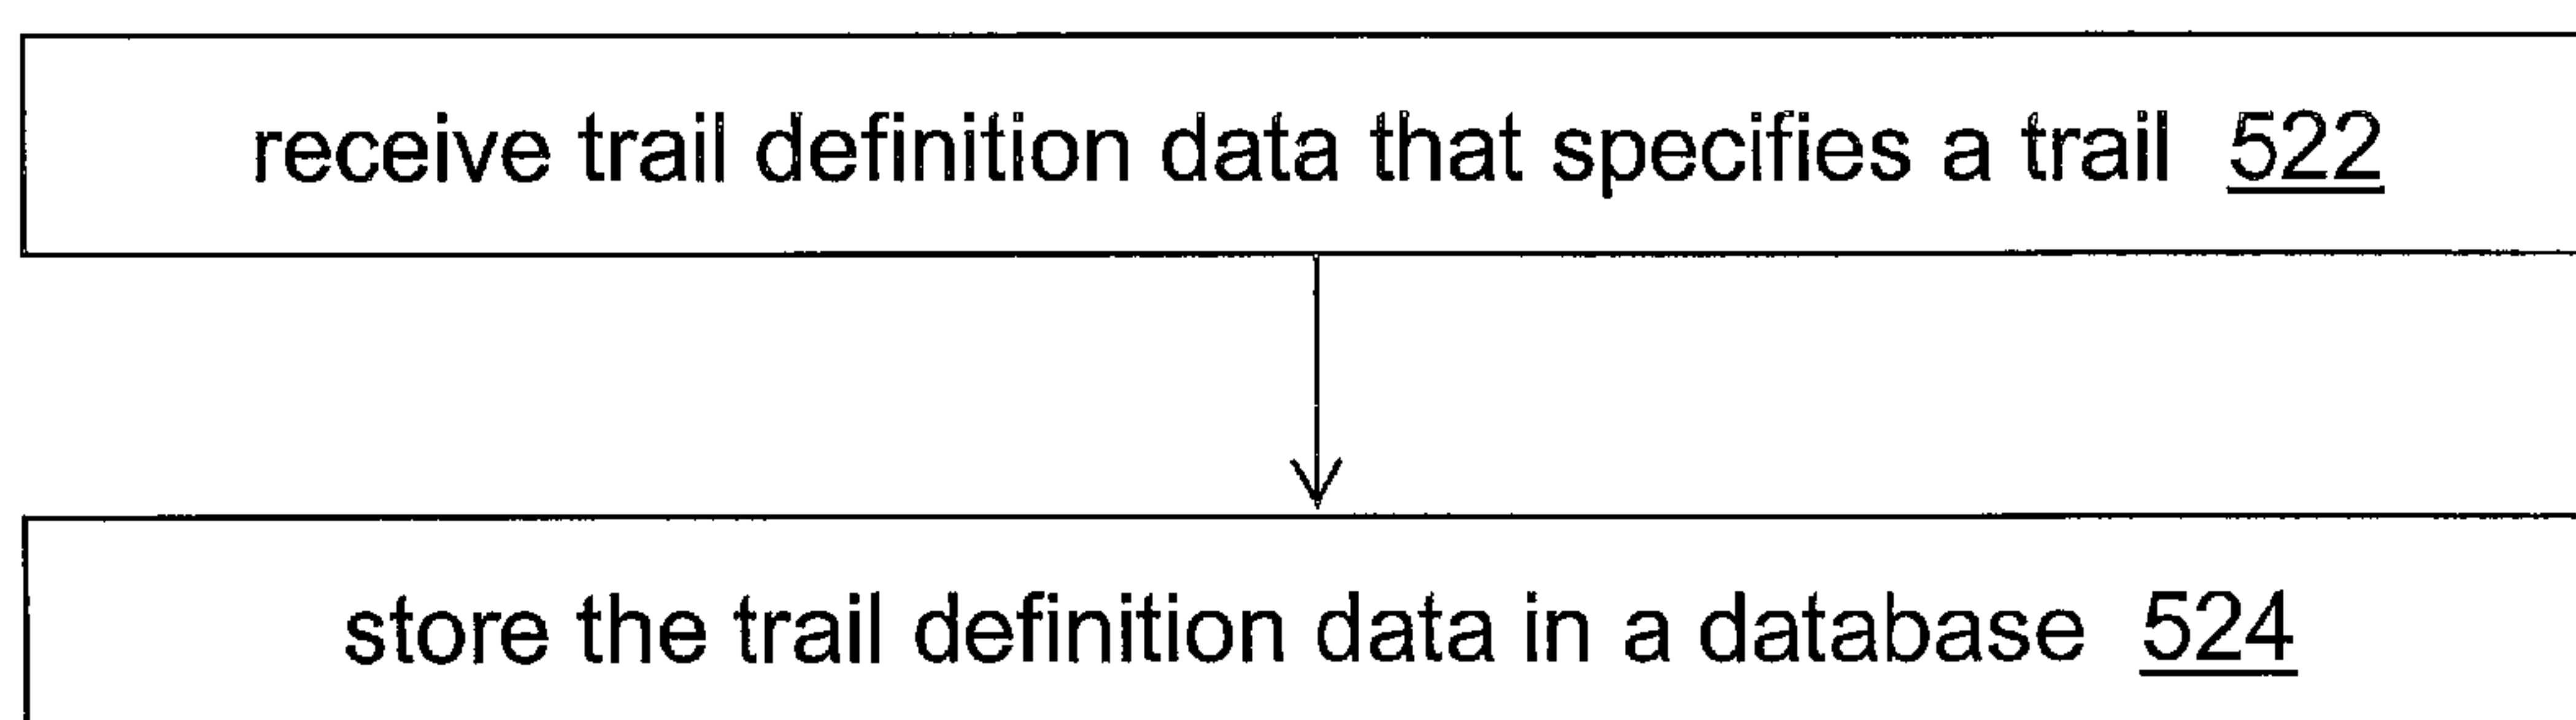 receive trail definition data that specifies a trail 522
store the trail definition data in a database 524